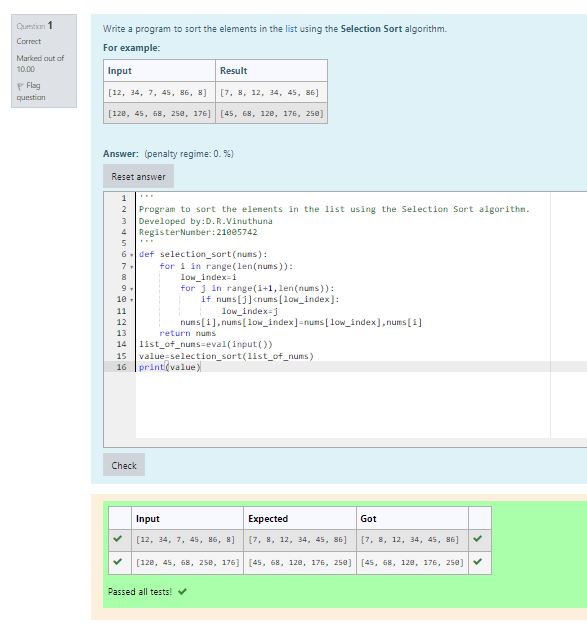 Question 1
Correct
Marked out of
10.00
Flag
question
Write a program to sort the elements in the list using the Selection Sort algorithm.
For example:
Input Result
[12, 34, 7, 45, 86, 8] [7, 8, 12, 34, 45, 86]
[120, 45, 68, 250, 176] [45, 68, 120, 176, 250]
Answer: (penalty regime: 0. %)
Reset answer
1 '''
2 Program to sort the elements in the list using the Selection Sort algorithm.
3 Developed by:D.R.Vinuthuna
4 RegisterNumber:21005742
5 '''
6 def selection_sort(nums):
7 for i in range(len(nums)):
8 low_index=i
9 for j in range(i+1,len(nums)):
10 if nums[j]<nums[low_index]:
11 low_index=j
12 nums[i],nums[low_index]=nums[low_index],nums[i]
13 return nums
14 list_of_nums=eval(input())
15 value=selection_sort(list_of_nums)
16 print(value)
Check
Input Expected Got
[12, 34, 7, 45, 86, 8] [7, 8, 12, 34, 45, 86] [7, 8, 12, 34, 45, 86]
[120, 45, 68, 250, 176] [45, 68, 120, 176, 250] [45, 68, 120, 176, 250]
Passed all tests!